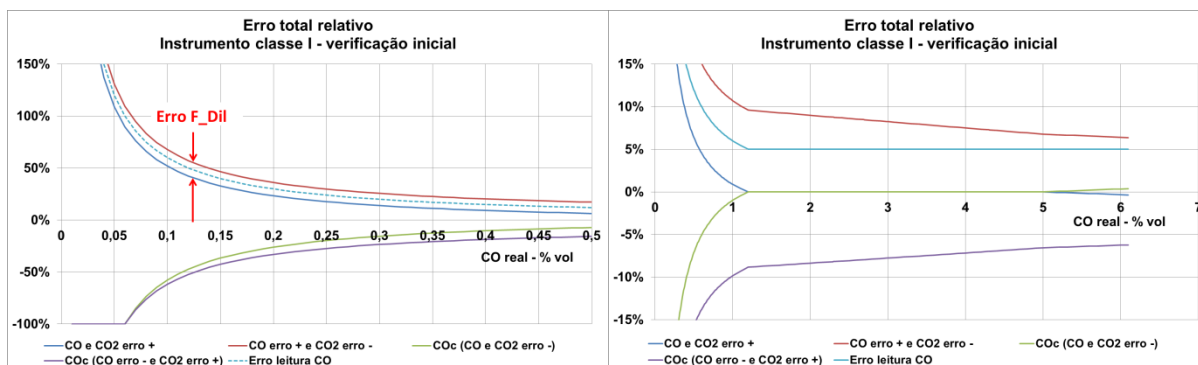 Erro total relativo
Instrumento classe I - verificação inicial
150%
100%
50%
0%
-50%
-100%
0
0,05
0,1
0,15
0,2
0,25
0,3
0,35
0,4
0,45
0,5
Erro F_Dil
CO real - % vol
CO e CO2 erro +
CO erro + e CO2 erro -
COc (CO e CO2 erro -)
COc (CO erro - e CO2 erro +)
Erro leitura CO
Erro total relativo
Instrumento classe I - verificação inicial
15%
10%
5%
0%
-5%
-10%
-15%
0
1
2
3
4
5
6
7
CO real - % vol
CO e CO2 erro +
CO erro + e CO2 erro -
COc (CO e CO2 erro -)
COc (CO erro - e CO2 erro +)
Erro leitura CO